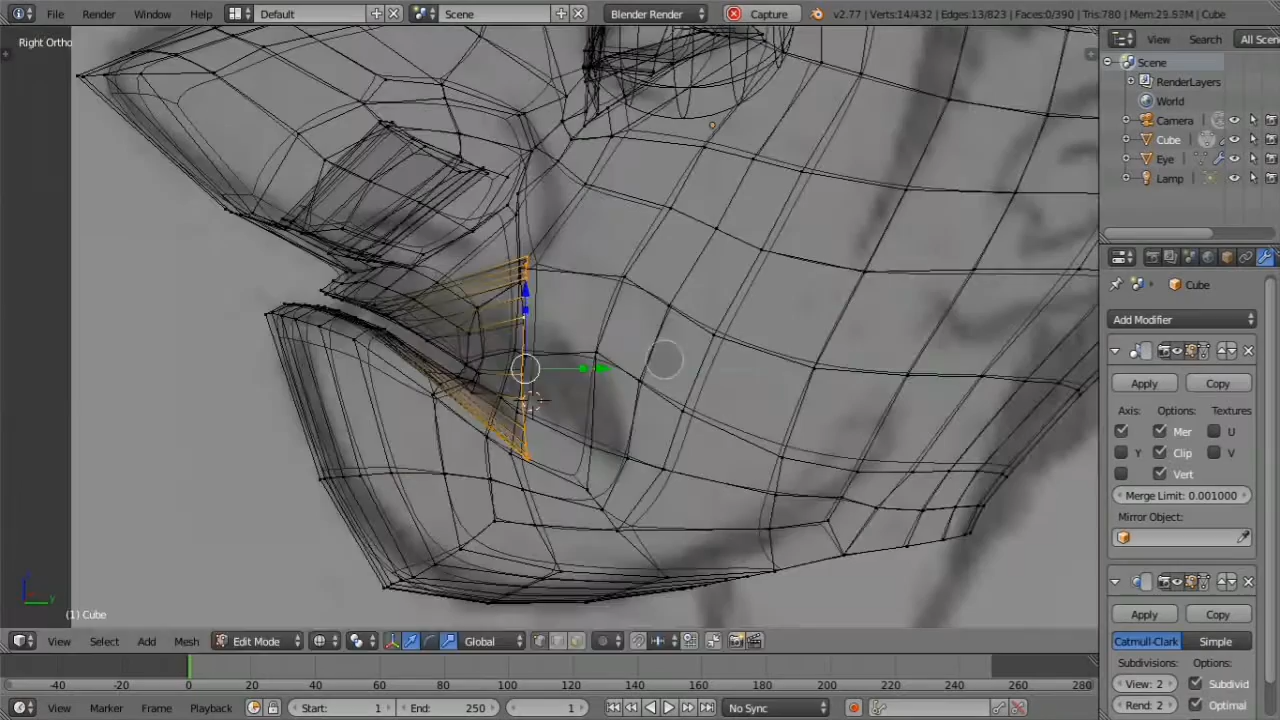 File Render Window Help Default Scene Blender Render Capture v2.77 | Verts:14/432 | Edges:13/823 | Faces:0/390 | Tris:780 | Cube
Right Ortho
View Search All Scen
Scene
RenderLayers
World
Camera
Cube
Eye
Lamp
Cube
Add Modifier
Apply Copy
Axis: Options: Textures
Mer U
Y Clip V
Vert
Merge Limit: 0.001000
Mirror Object:
Apply Copy
Catmull-Clark Simple
Subdivisions: Options:
View: 2 Subdivid
Rend: 2 Optimal
y
(1) Cube
View Select Add Mesh Edit Mode Global
-40 -20 0 20 40 60 80 100 120 140 160 180 200 220 240 260 280
View Marker Frame Playback Start: 1 End: 250 1 No Sync